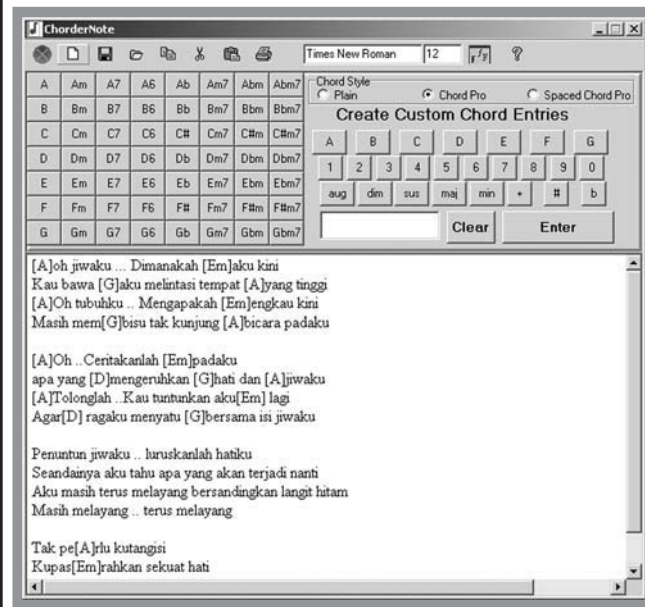 ChorderNote
Times New Roman 12
A Am A7 A6 Ab Am7 Abm Abm7
B Bm B7 B6 Bb Bm7 Bbm Bbm7
C Cm C7 C6 C# Cm7 C#m C#m7
D Dm D7 D6 Db Dm7 Dbm Dbm7
E Em E7 E6 Eb Em7 Ebm Ebm7
F Fm F7 F6 F# Fm7 F#m F#m7
G Gm G7 G6 Gb Gm7 Gbm Gbm7
Chord Style
Plain Chord Pro Spaced Chord Pro
Create Custom Chord Entries
A B C D E F G
1 2 3 4 5 6 7 8 9 0
aug dim sus maj min + # b
Clear Enter
[A]oh jiwaku ... Dimanakah [Em]aku kini
Kau bawa [G]aku melintasi tempat [A]yang tinggi
[A]Oh tubuhku .. Mengapakah [Em]engkau kini
Masih mem[G]bisu tak kunjung [A]bicara padaku
[A]Oh ..Ceritakanlah [Em]padaku
apa yang [D]mengeruhkan [G]hati dan [A]jiwaku
[A]Tolonglah ..Kau tuntunkan aku[Em] lagi
Agar[D] ragaku menyatu [G]bersama isi jiwaku
Penuntun jiwaku .. luruskanlah hatiku
Seandainya aku tahu apa yang akan terjadi nanti
Aku masih terus melayang bersandingkan langit hitam
Masih melayang .. terus melayang
Tak pe[A]rlu kutangisi
Kupas[Em]rahkan sekuat hati